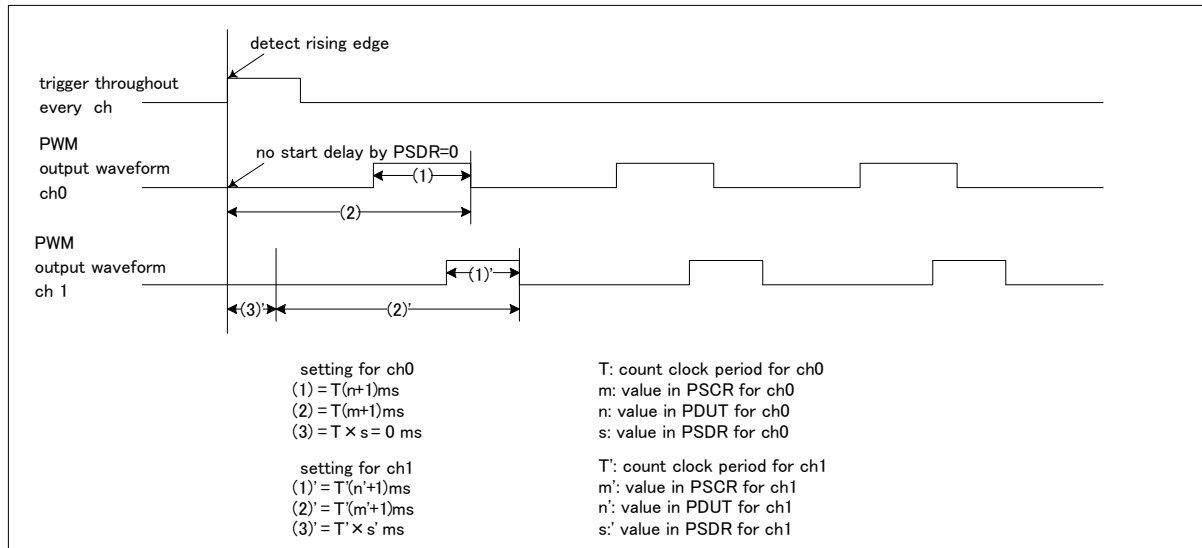 detect rising edge
trigger throughout
every ch
PWM
output waveform
ch0
no start delay by PSDR=0
(1)
(2)
PWM
output waveform
ch 1
(1)'
(3)'
(2)'
setting for ch0
(1) = T(n+1)ms
(2) = T(m+1)ms
(3) = T × s = 0 ms
T: count clock period for ch0
m: value in PSCR for ch0
n: value in PDUT for ch0
s: value in PSDR for ch0
setting for ch1
(1)' = T'(n'+1)ms
(2)' = T'(m'+1)ms
(3)' = T' × s' ms
T': count clock period for ch1
m': value in PSCR for ch1
n': value in PDUT for ch1
s:' value in PSDR for ch1